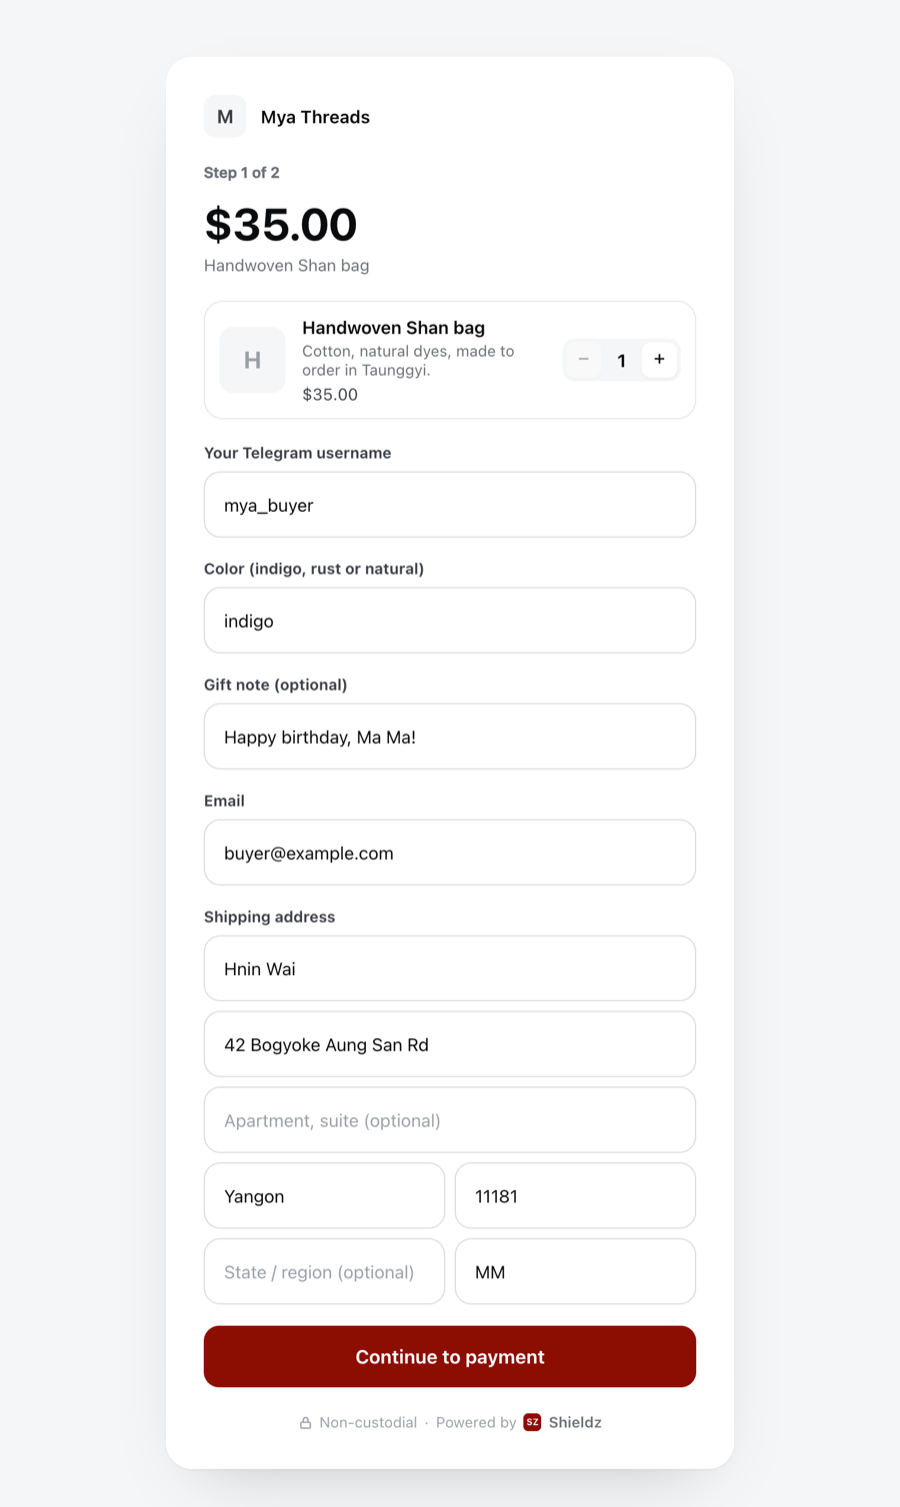 M
Mya Threads
Step 1 of 2
$35.00
Handwoven Shan bag
H
Handwoven Shan bag
Cotton, natural dyes, made to
order in Taunggyi.
$35.00
− 1 +
Your Telegram username
mya_buyer
Color (indigo, rust or natural)
indigo
Gift note (optional)
Happy birthday, Ma Ma!
Email
buyer@example.com
Shipping address
Hnin Wai
42 Bogyoke Aung San Rd
Apartment, suite (optional)
Yangon 11181
State / region (optional) MM
Continue to payment
Non-custodial · Powered by SZ Shieldz